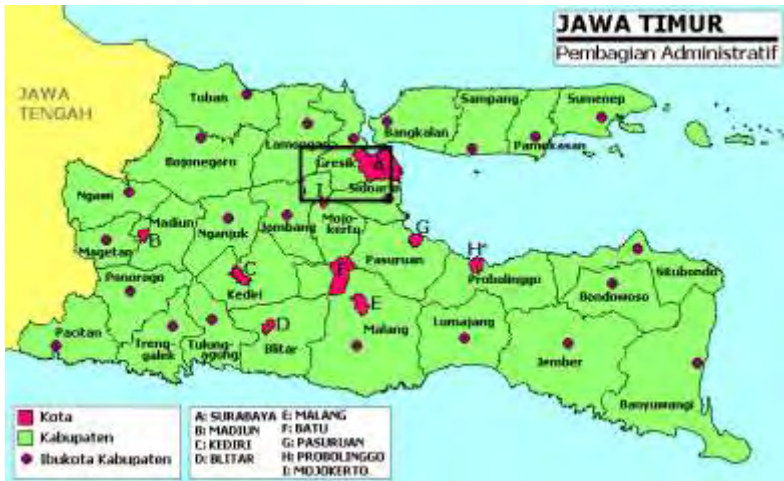 JAWA TIMUR
Pembagian Administratif
JAWA
TENGAH
Tuban
Lamongan
Bangkalan
Sampang
Sumenep
Pamekasan
Bojonegoro
Gresik
A
Sidoarjo
I
Ngawi
Madiun
B
Magetan
Nganjuk
Jombang
Mojo-
kerto
G
H
Pasuruan
Probolinggo
Situbondo
Bondowoso
Ponorogo
C
Kediri
F
E
Malang
Lumajang
Jember
Pacitan
Treng-
galek
Tulung-
agung
D
Blitar
Banyuwangi
Kota
Kabupaten
Ibukota Kabupaten
A: SURABAYA E: MALANG
B: MADIUN F: BATU
C: KEDIRI G: PASURUAN
D: BLITAR H: PROBOLINGGO
I: MOJOKERTO